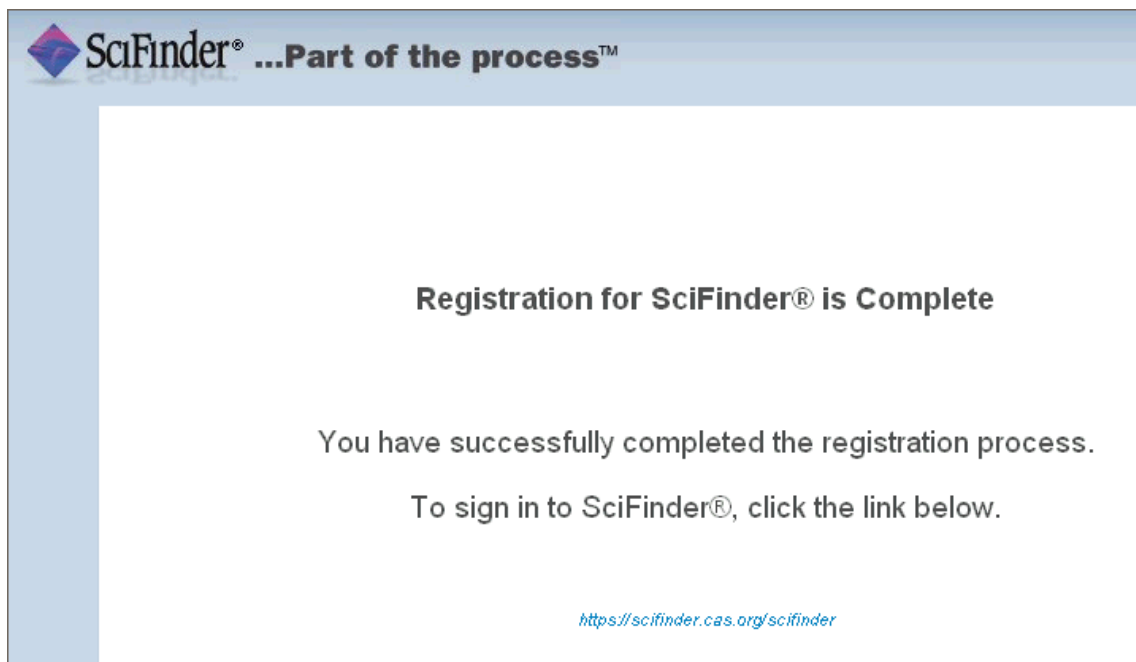 SciFinder® ...Part of the process™
Registration for SciFinder® is Complete
You have successfully completed the registration process.
To sign in to SciFinder®, click the link below.
https://scifinder.cas.org/scifinder